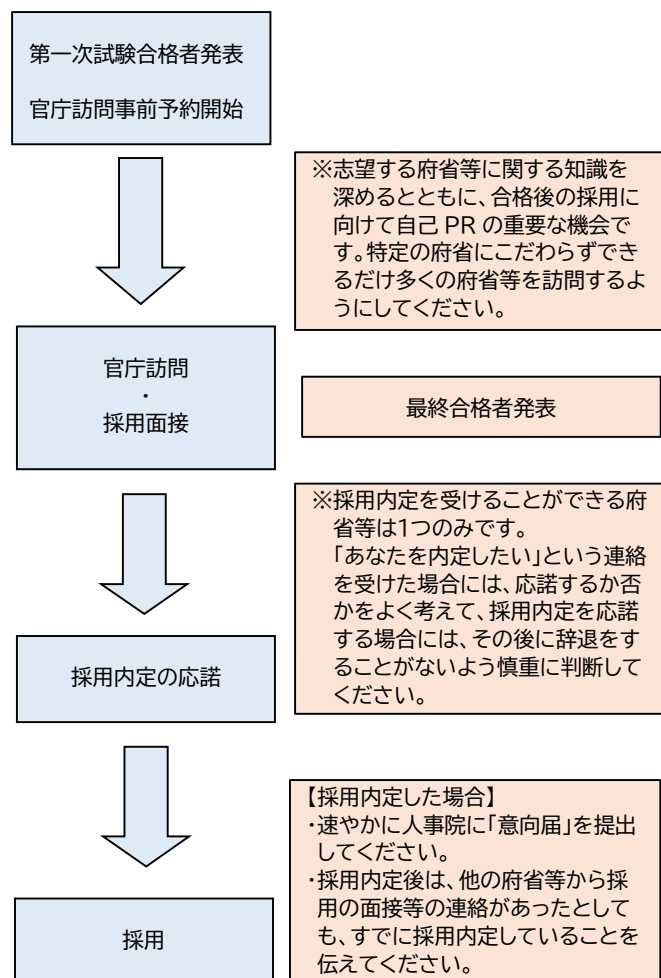 第一次試験合格者発表
官庁訪問事前予約開始
※志望する府省等に関する知識を
深めるとともに、合格後の採用に
向けて自己 PR の重要な機会で
す。特定の府省にこだわらずでき
るだけ多くの府省等を訪問するよ
うにしてください。
官庁訪問
・
採用面接
最終合格者発表
※採用内定を受けることができる府
省等は1つのみです。
「あなたを内定したい」という連絡
を受けた場合には、応諾するか否
かをよく考えて、採用内定を応諾
する場合には、その後に辞退をす
ることがないよう慎重に判断して
ください。
採用内定の応諾
【採用内定した場合】
・速やかに人事院に「意向届」を提出
してください。
・採用内定後は、他の府省等から採
用の面接等の連絡があったとして
も、すでに採用内定していることを
伝えてください。
採用